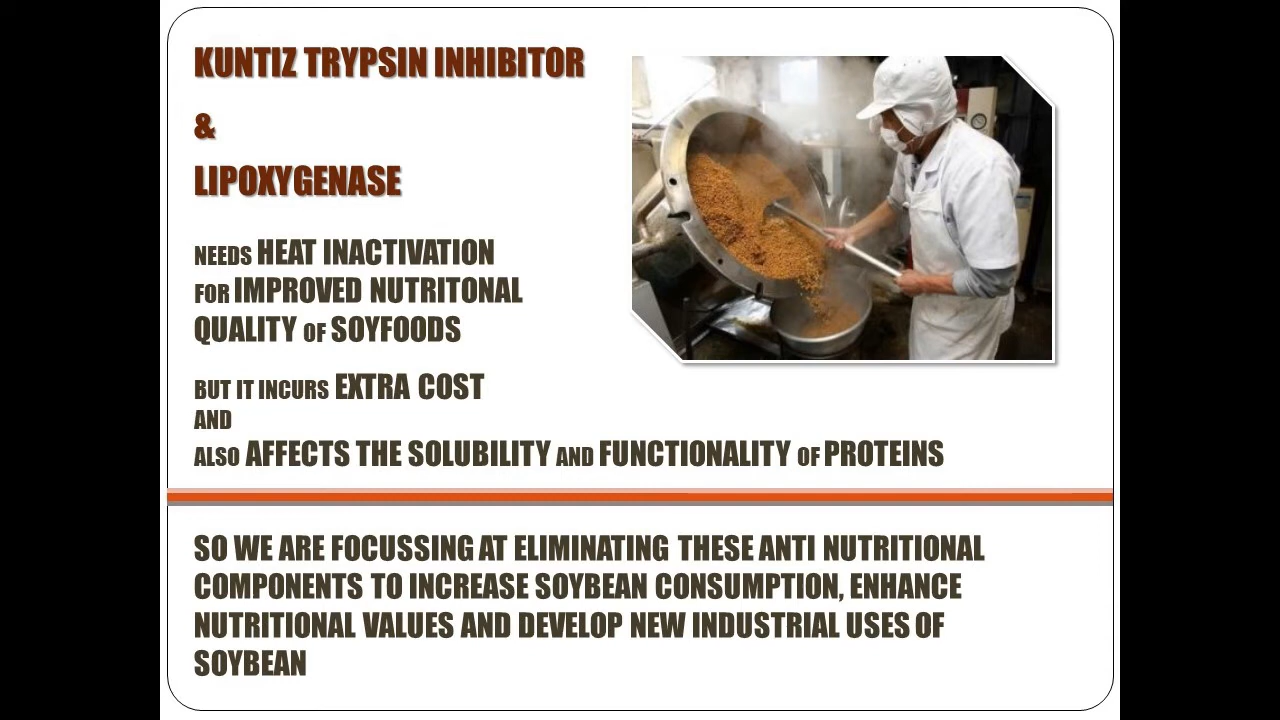 KUNTIZ TRYPSIN INHIBITOR
&
LIPOXYGENASE
NEEDS HEAT INACTIVATION
FOR IMPROVED NUTRITONAL
QUALITY OF SOYFOODS
BUT IT INCURS EXTRA COST
AND
ALSO AFFECTS THE SOLUBILITY AND FUNCTIONALITY OF PROTEINS
SO WE ARE FOCUSSING AT ELIMINATING THESE ANTI NUTRITIONAL
COMPONENTS TO INCREASE SOYBEAN CONSUMPTION, ENHANCE
NUTRITIONAL VALUES AND DEVELOP NEW INDUSTRIAL USES OF
SOYBEAN